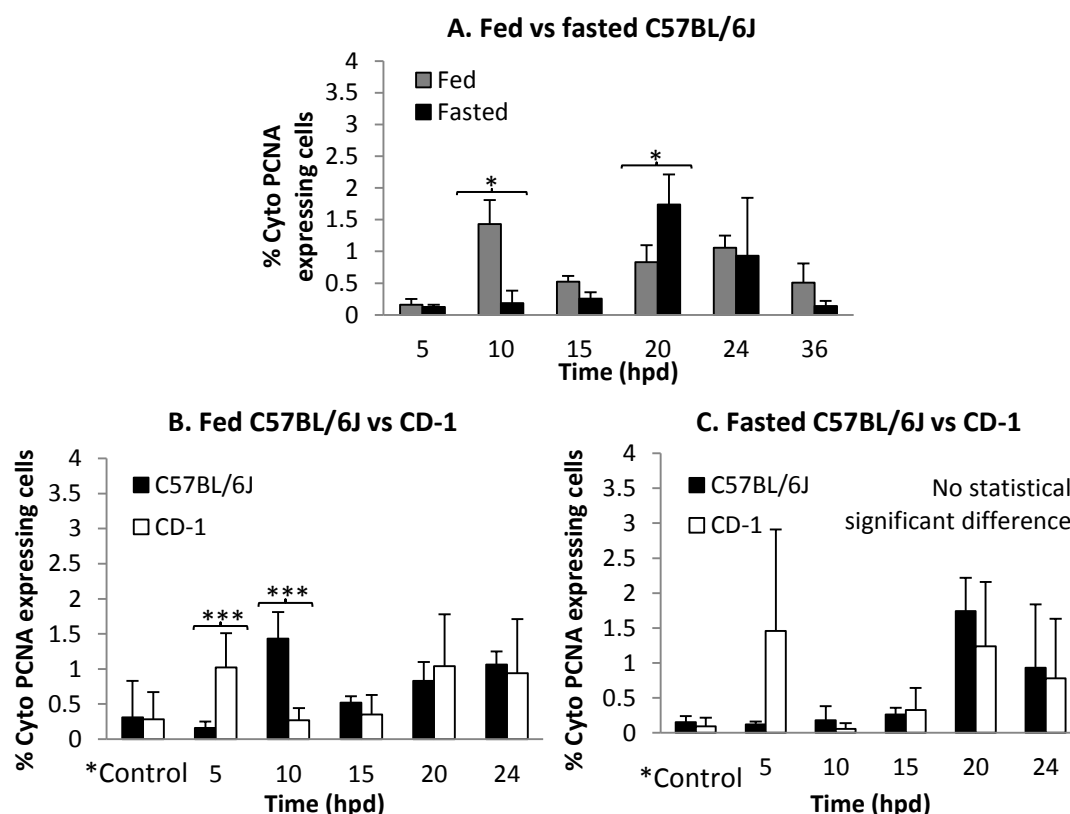 A. Fed vs fasted C57BL/6J
% Cyto PCNA
expressing cells
4
3.5
3
2.5
2
1.5
1
0.5
0
Fed
Fasted
*
*
5 10 15 20 24 36
Time (hpd)
B. Fed C57BL/6J vs CD-1
% Cyto PCNA expressing cells
4
3.5
3
2.5
2
1.5
1
0.5
0
C57BL/6J
CD-1
***
***
*Control 5 10 15 20 24
Time (hpd)
C. Fasted C57BL/6J vs CD-1
% Cyto PCNA expressing cells
4
3.5
3
2.5
2
1.5
1
0.5
0
C57BL/6J
CD-1
No statistical
significant difference
*Control 5 10 15 20 24
Time (hpd)